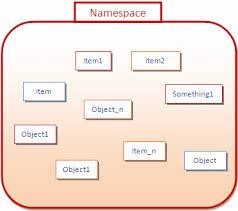 Namespace
Item1
Item2
Item
Something1
Object_n
Object1
Item_n
Object1
Object